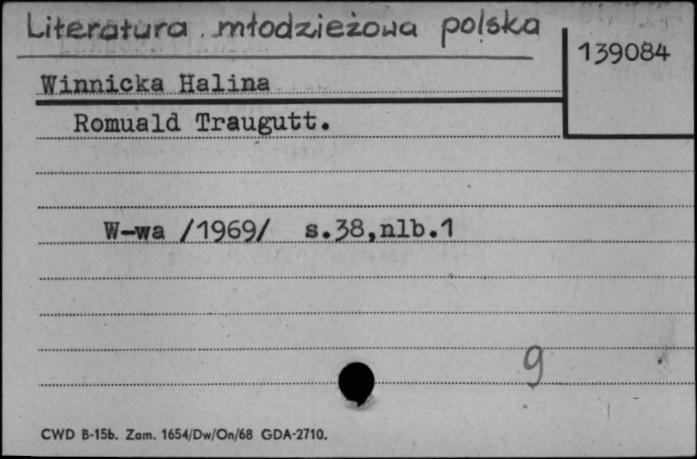 Literatura młodzieżowa polska
139084
Winnicka Halina
Romuald Traugutt.
W-wa /1969/ s.38,nlb.1
9
CWD B-15b. Zam. 1654/Dw/On/68 GDA-2710.